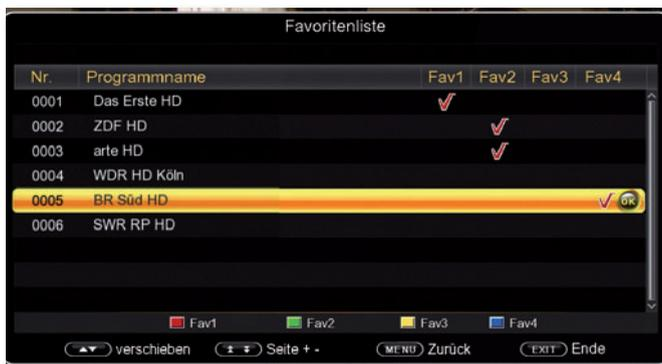 Favoritenliste
Nr. Programmname Fav1 Fav2 Fav3 Fav4
0001 Das Erste HD
0002 ZDF HD
0003 arte HD
0004 WDR HD Köln
0005 BR Süd HD OK
0006 SWR RP HD
Fav1 Fav2 Fav3 Fav4
verschieben Seite + - MENU Zurück EXIT Ende